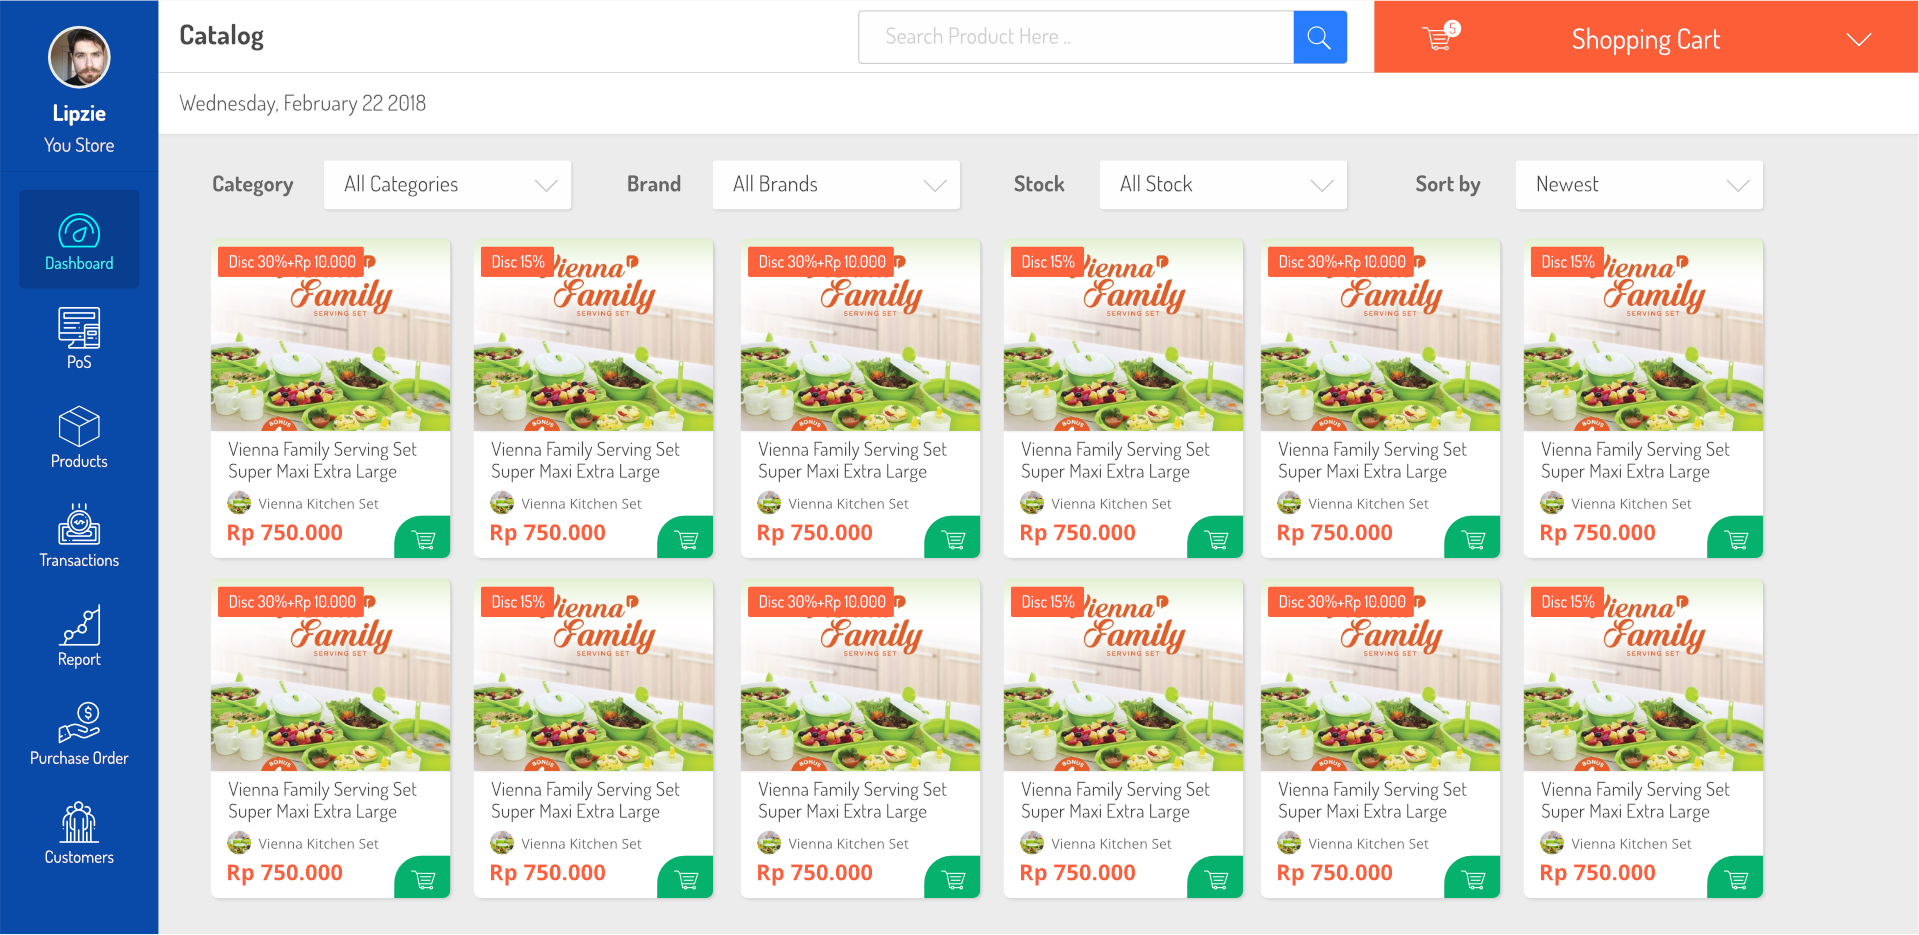 Catalog
Search Product Here ..
5
Shopping Cart
Lipzie
You Store
Wednesday, February 22 2018
Dashboard
PoS
Products
Transactions
Report
Purchase Order
Customers
Category
All Categories
Brand
All Brands
Stock
All Stock
Sort by
Newest
Disc 30%+Rp 10.000
Family
SERVING SET
BONUS
Vienna Family Serving Set
Super Maxi Extra Large
Vienna Kitchen Set
Rp 750.000
Disc 15%
Vienna
Family
SERVING SET
BONUS
Vienna Family Serving Set
Super Maxi Extra Large
Vienna Kitchen Set
Rp 750.000
Disc 30%+Rp 10.000
Family
SERVING SET
BONUS
Vienna Family Serving Set
Super Maxi Extra Large
Vienna Kitchen Set
Rp 750.000
Disc 15%
Vienna
Family
SERVING SET
BONUS
Vienna Family Serving Set
Super Maxi Extra Large
Vienna Kitchen Set
Rp 750.000
Disc 30%+Rp 10.000
Family
SERVING SET
BONUS
Vienna Family Serving Set
Super Maxi Extra Large
Vienna Kitchen Set
Rp 750.000
Disc 15%
Vienna
Family
SERVING SET
BONUS
Vienna Family Serving Set
Super Maxi Extra Large
Vienna Kitchen Set
Rp 750.000
Disc 30%+Rp 10.000
Family
SERVING SET
BONUS
Vienna Family Serving Set
Super Maxi Extra Large
Vienna Kitchen Set
Rp 750.000
Disc 15%
Vienna
Family
SERVING SET
BONUS
Vienna Family Serving Set
Super Maxi Extra Large
Vienna Kitchen Set
Rp 750.000
Disc 30%+Rp 10.000
Family
SERVING SET
BONUS
Vienna Family Serving Set
Super Maxi Extra Large
Vienna Kitchen Set
Rp 750.000
Disc 15%
Vienna
Family
SERVING SET
BONUS
Vienna Family Serving Set
Super Maxi Extra Large
Vienna Kitchen Set
Rp 750.000
Disc 30%+Rp 10.000
Family
SERVING SET
BONUS
Vienna Family Serving Set
Super Maxi Extra Large
Vienna Kitchen Set
Rp 750.000
Disc 15%
Vienna
Family
SERVING SET
BONUS
Vienna Family Serving Set
Super Maxi Extra Large
Vienna Kitchen Set
Rp 750.000